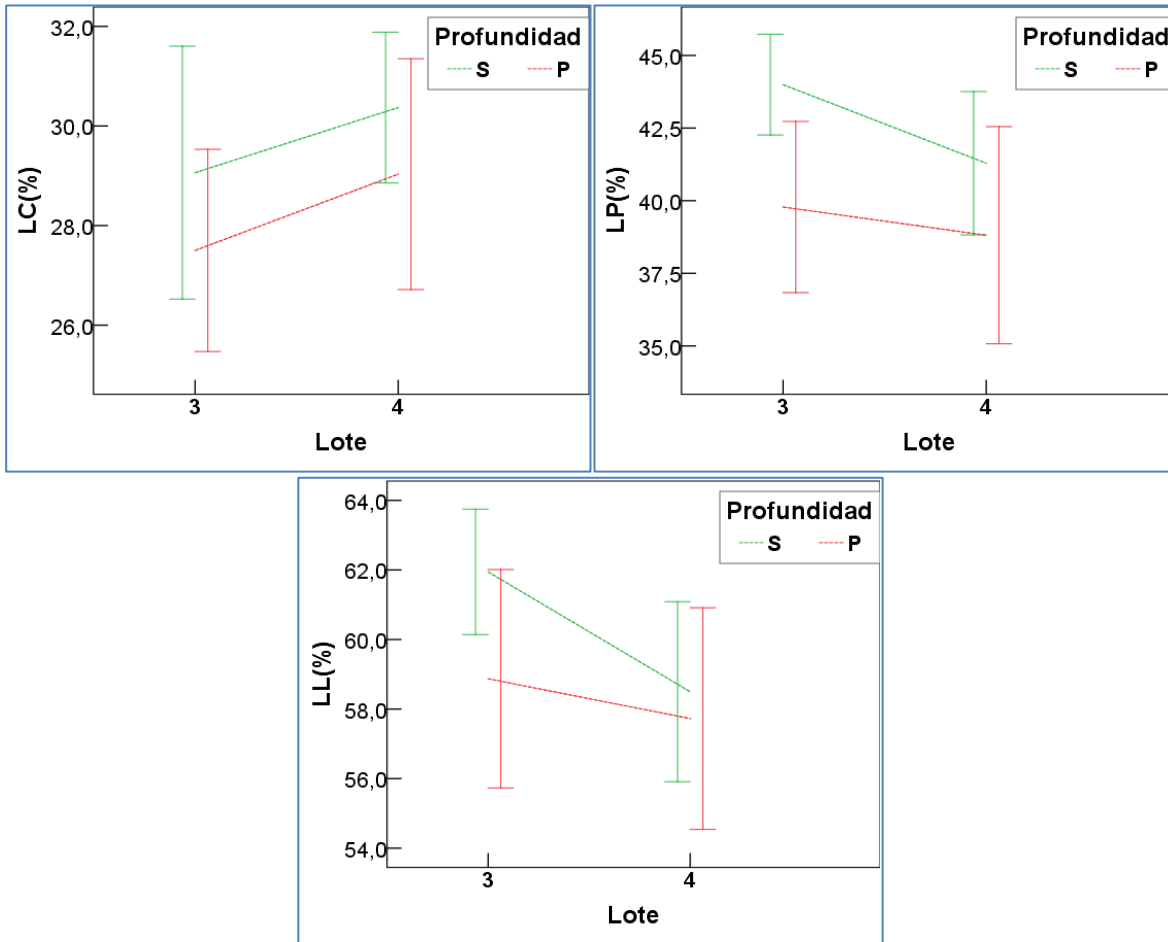 32,0
30,0
28,0
26,0
LC(%)
Profundidad
S P
3 4
Lote
45,0
42,5
40,0
37,5
35,0
LP(%)
Profundidad
S P
3 4
Lote
64,0
62,0
60,0
58,0
56,0
54,0
LL(%)
Profundidad
S P
3 4
Lote